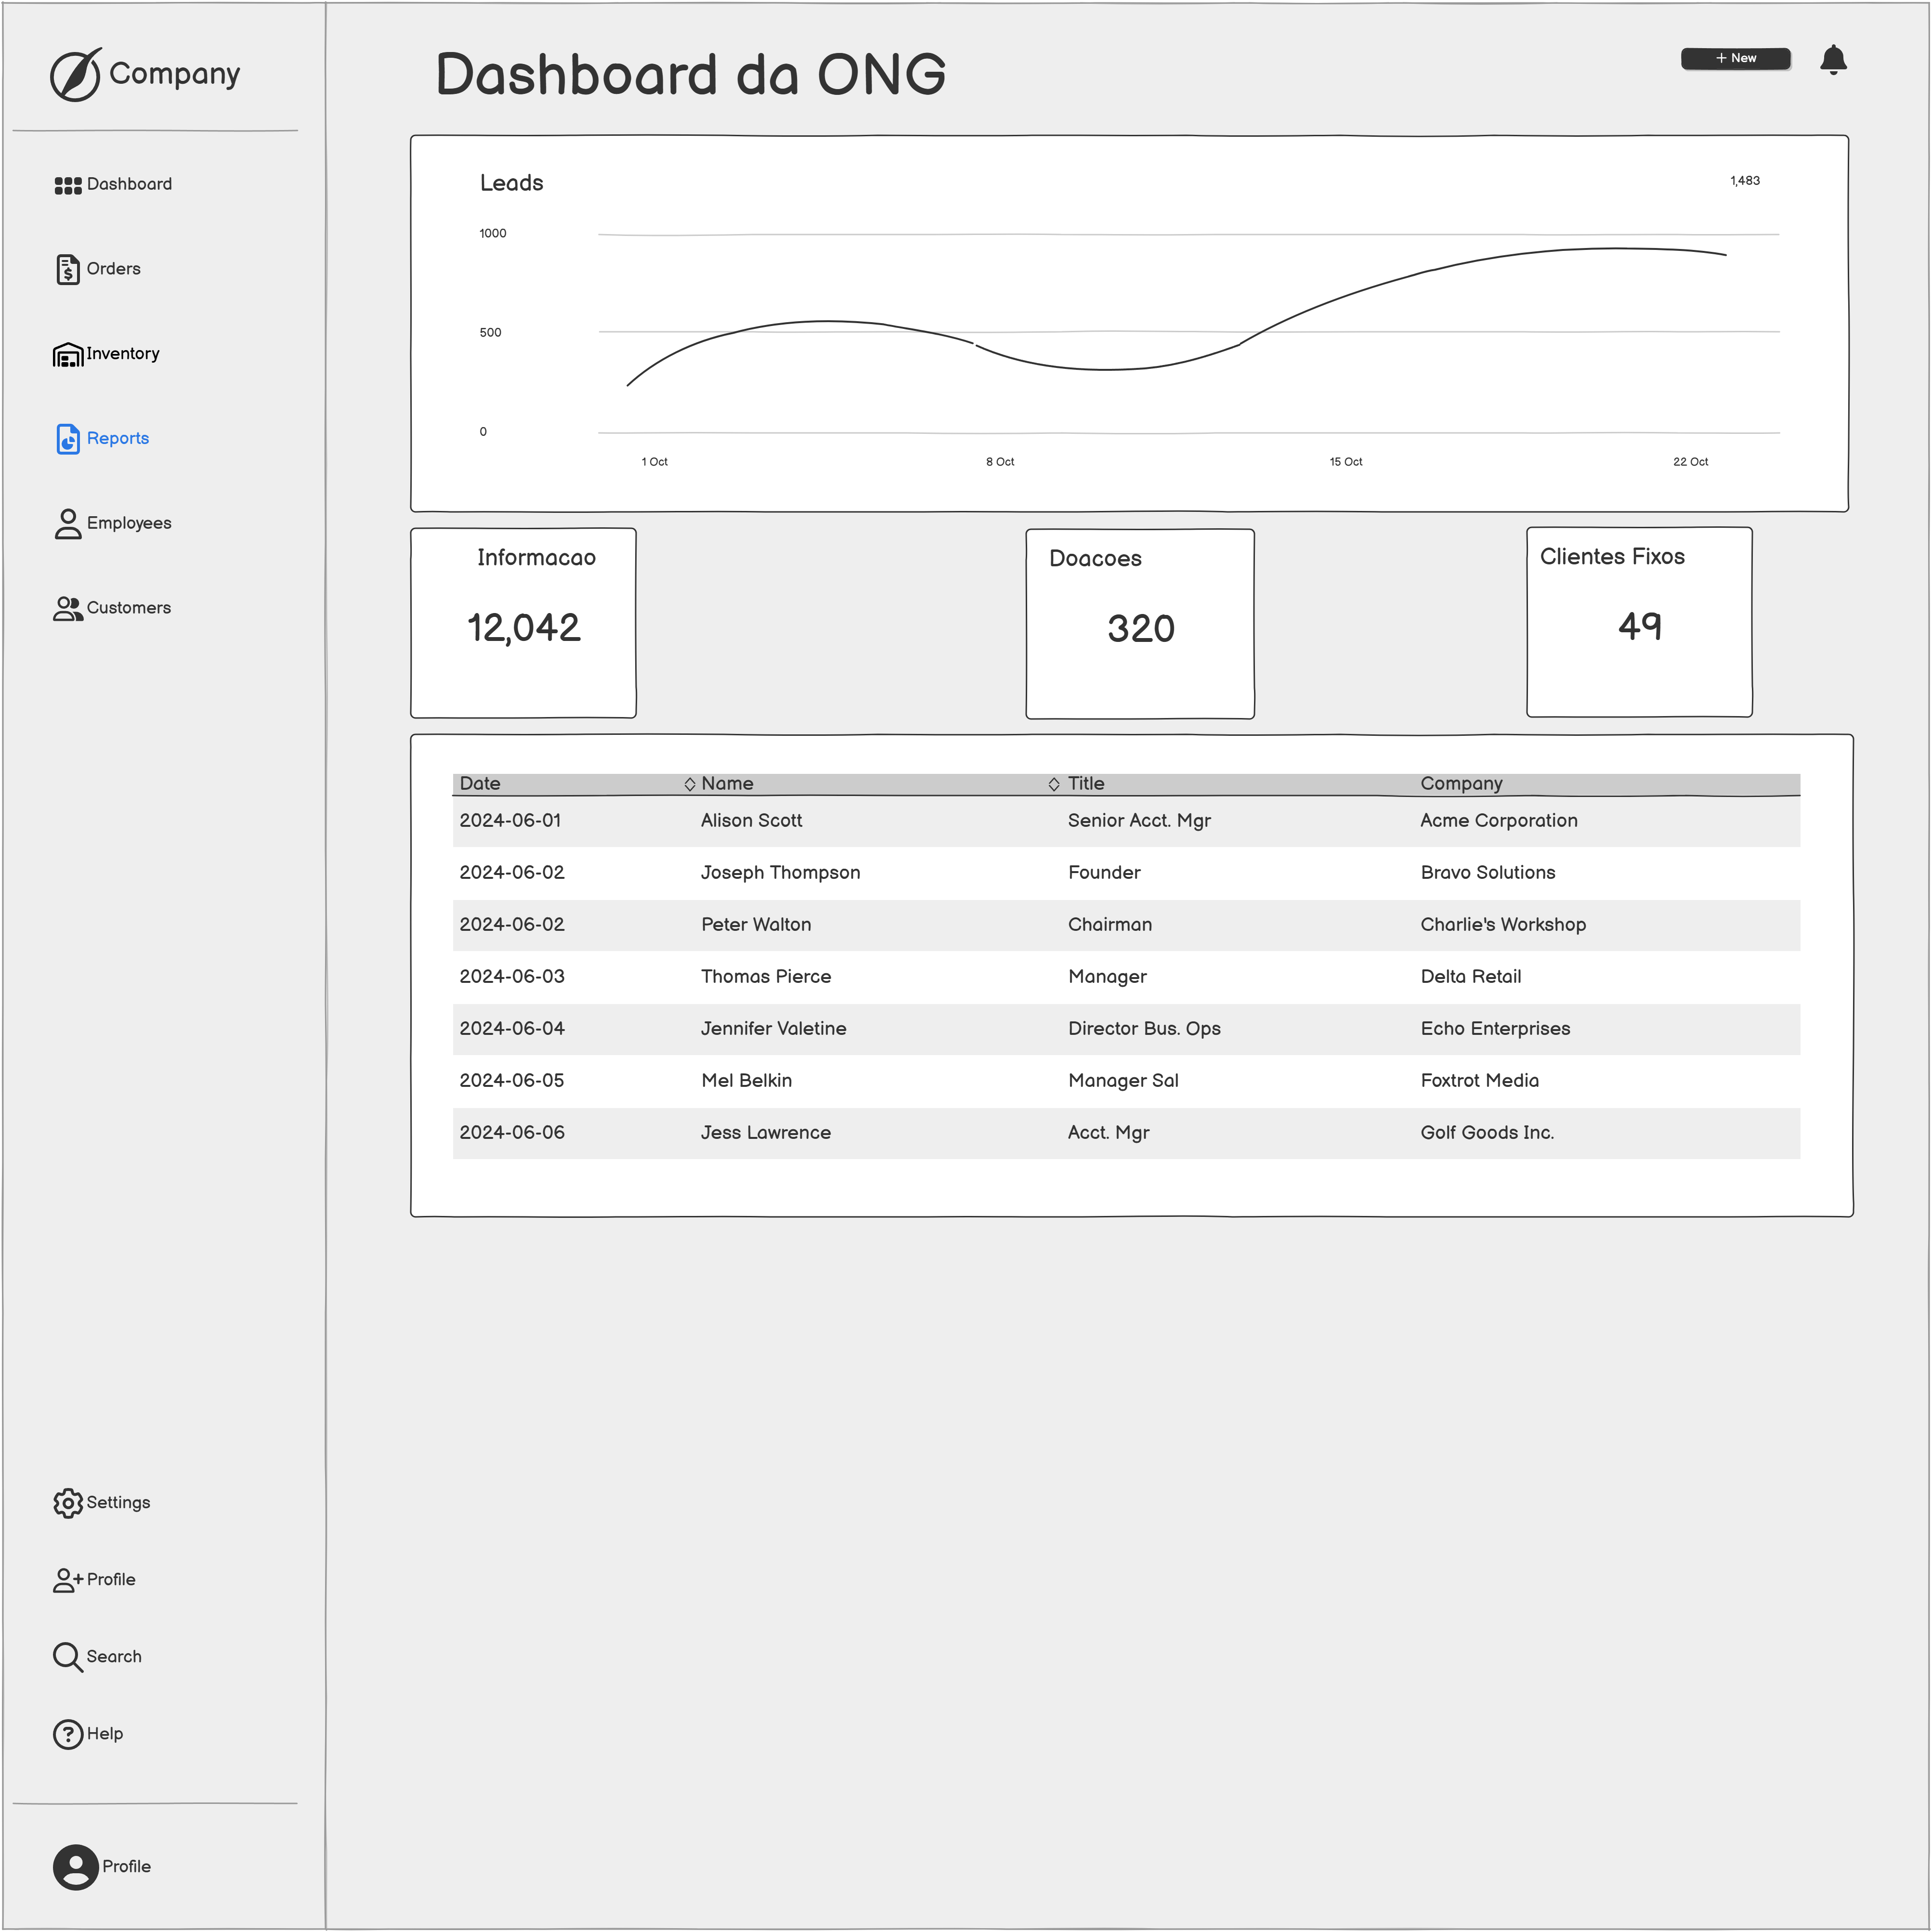 Company
Dashboard
Orders
Inventory
Reports
Employees
Customers
Settings
Profile
Search
Help
Profile
Dashboard da ONG
+ New
Leads
1,483
1000
500
0
1 Oct 8 Oct 15 Oct 22 Oct
Informacao
12,042
Doacoes
320
Clientes Fixos
49
Date Name Title Company
2024-06-01 Alison Scott Senior Acct. Mgr Acme Corporation
2024-06-02 Joseph Thompson Founder Bravo Solutions
2024-06-02 Peter Walton Chairman Charlie's Workshop
2024-06-03 Thomas Pierce Manager Delta Retail
2024-06-04 Jennifer Valetine Director Bus. Ops Echo Enterprises
2024-06-05 Mel Belkin Manager Sal Foxtrot Media
2024-06-06 Jess Lawrence Acct. Mgr Golf Goods Inc.